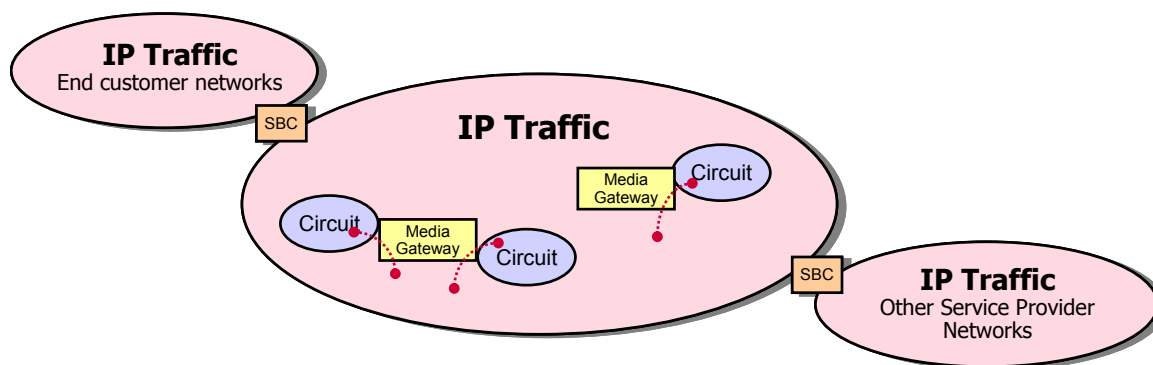 IP Traffic
End customer networks
SBC
IP Traffic
Media
Gateway
Circuit
Circuit
Media
Gateway
Circuit
SBC
IP Traffic
Other Service Provider
Networks